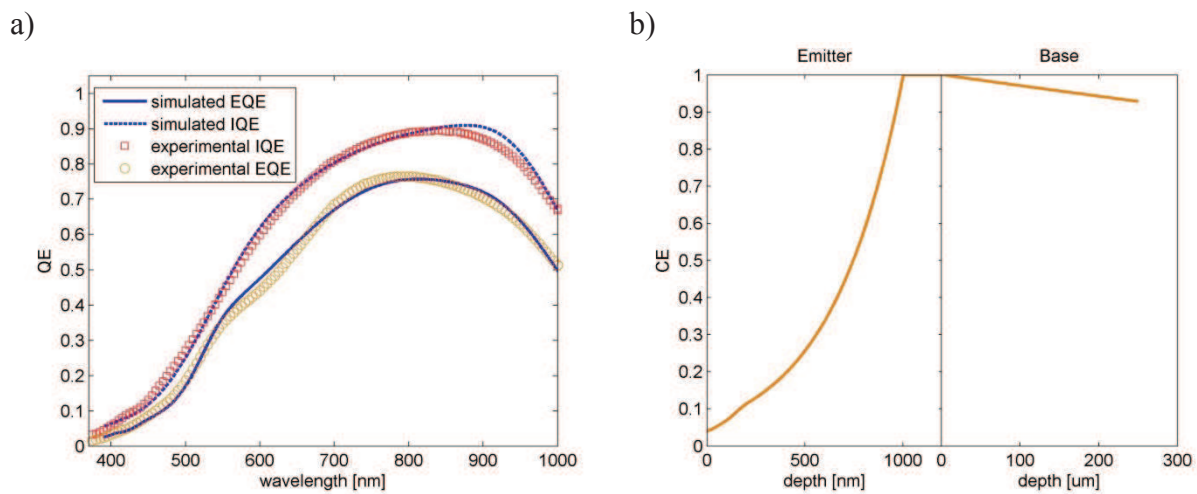 a)
1
0.9
0.8
0.7
0.6
0.5
0.4
0.3
0.2
0.1
0
QE
simulated EQE
simulated IQE
experimental IQE
experimental EQE
400 500 600 700 800 900 1000
wavelength [nm]
b)
Emitter Base
1
0.9
0.8
0.7
0.6
0.5
0.4
0.3
0.2
0.1
0
CE
0 500 1000 0 100 200 300
depth [nm] depth [um]